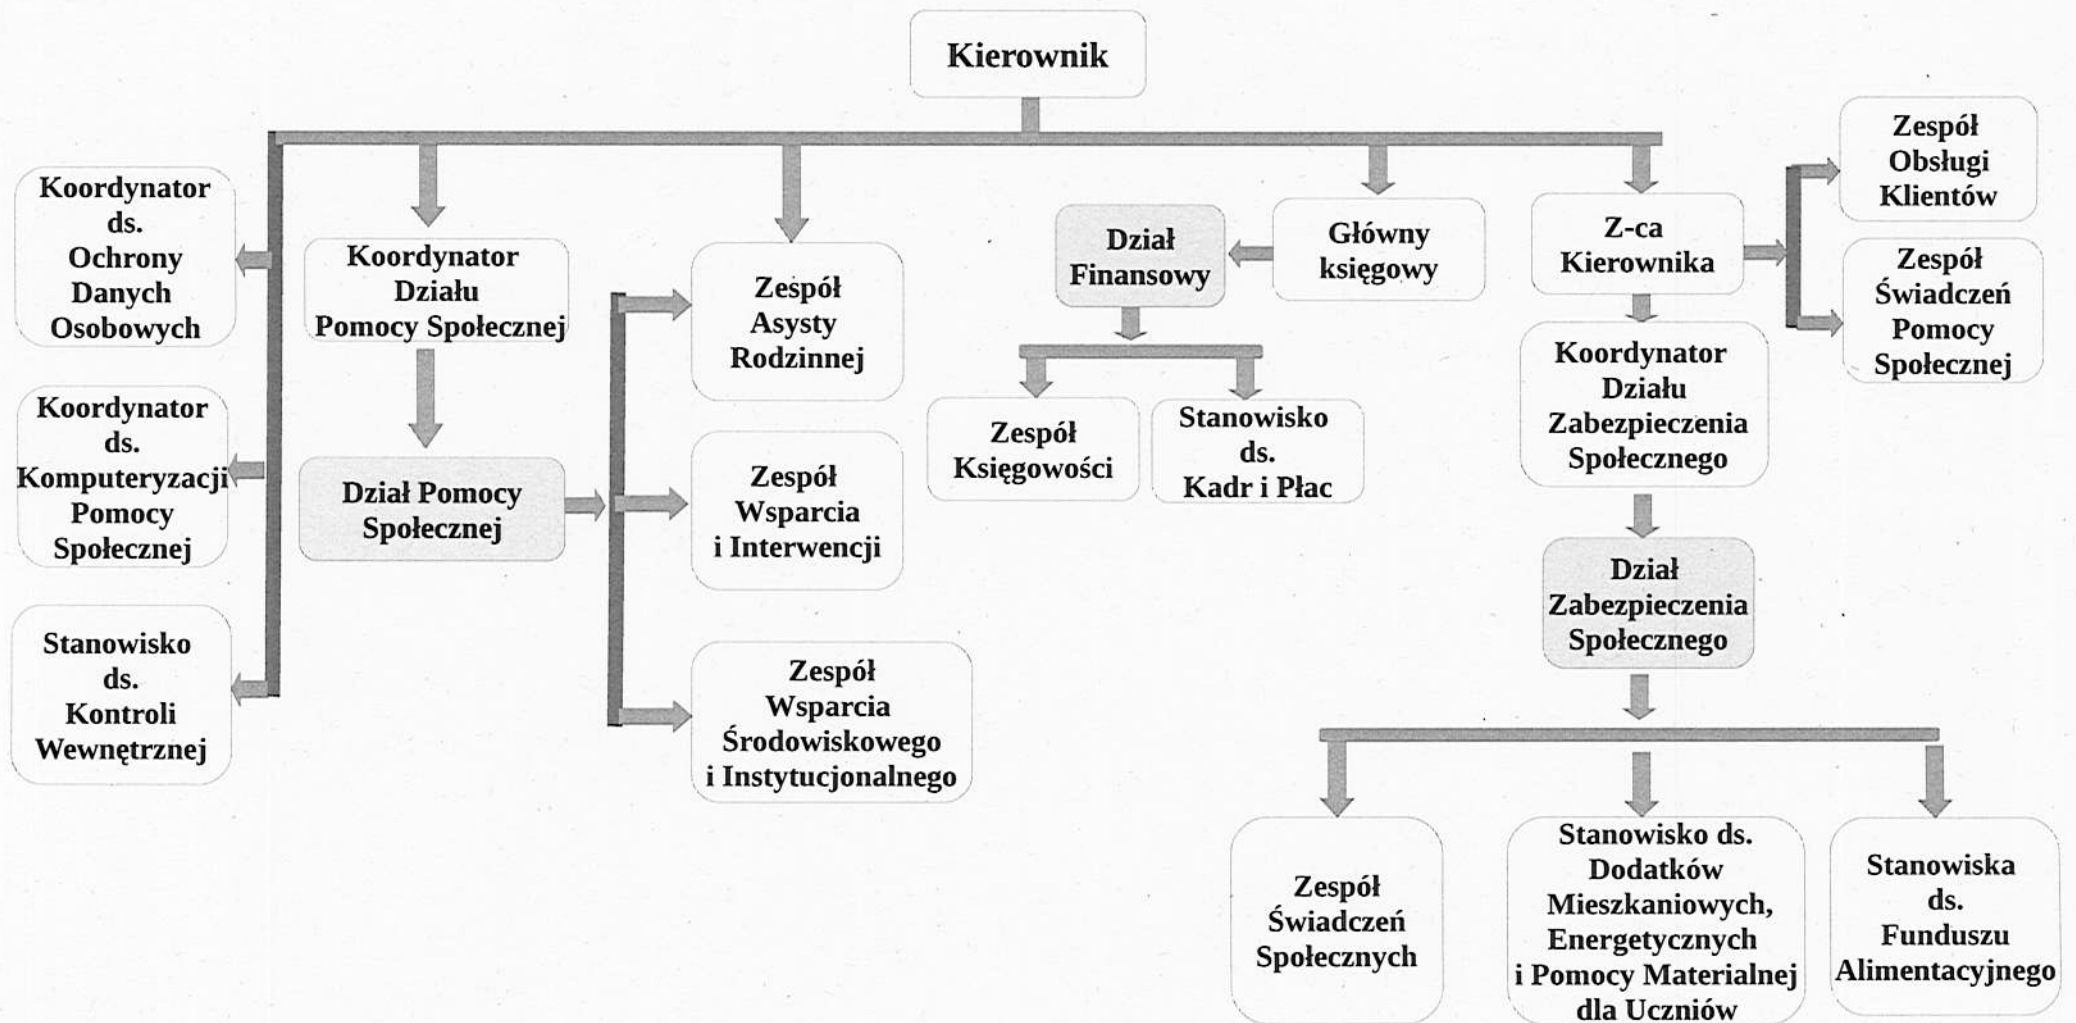 Kierownik
Koordynator
ds.
Ochrony
Danych
Osobowych
Koordynator
ds.
Komputeryzacji
Pomocy
Społecznej
Stanowisko
ds.
Kontroli
Wewnętrznej
Koordynator
Działu
Pomocy Społecznej
Dział Pomocy
Społecznej
Zespół
Asysty
Rodzinnej
Zespół
Wsparcia
i Interwencji
Zespół
Wsparcia
Środowiskowego
i Instytucjonalnego
Dział
Finansowy
Główny
księgowy
Zespół
Księgowości
Stanowisko
ds.
Kadr i Płac
Z-ca
Kierownika
Zespół
Obsługi
Klientów
Zespół
Świadczeń
Pomocy
Społecznej
Koordynator
Działu
Zabezpieczenia
Społecznego
Dział
Zabezpieczenia
Społecznego
Zespół
Świadczeń
Społecznych
Stanowisko ds.
Dodatków
Mieszkaniowych,
Energetycznych
i Pomocy Materialnej
dla Uczniów
Stanowiska
ds.
Funduszu
Alimentacyjnego